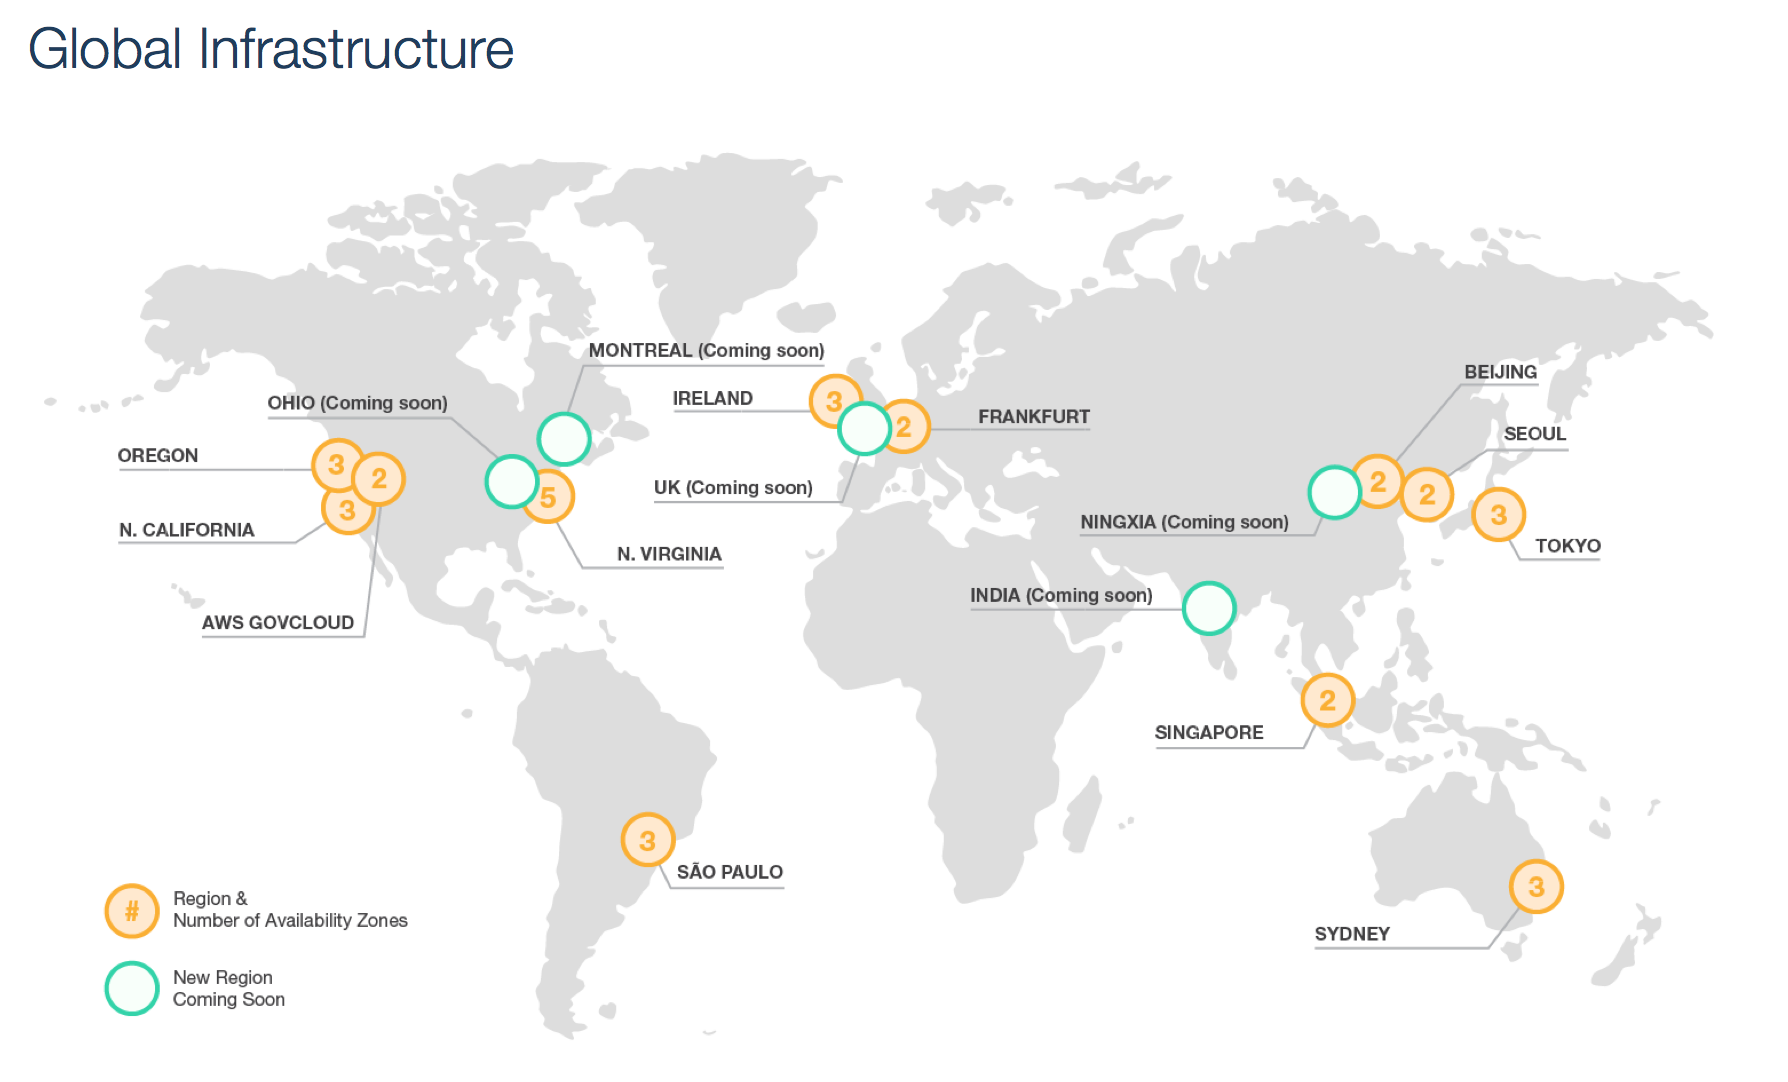 Global Infrastructure
MONTREAL (Coming soon)
IRELAND
3
OHIO (Coming soon)
2
FRANKFURT
BEIJING
SEOUL
OREGON
3
2
UK (Coming soon)
5
2
2
3
N. CALIFORNIA
3
NINGXIA (Coming soon)
TOKYO
N. VIRGINIA
INDIA (Coming soon)
AWS GOVCLOUD
2
SINGAPORE
3
SÃO PAULO
3
SYDNEY
#
Region &
Number of Availability Zones
New Region
Coming Soon